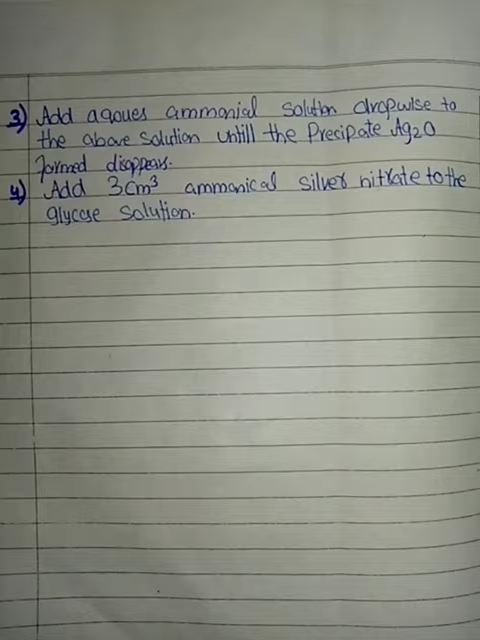 3) Add aqoues ammonial solution dropwise to
the above solution untill the Precipate Ag₂O
formed disappears.
4) Add 3cm³ ammonical silver nitrate to the
glycose solution.